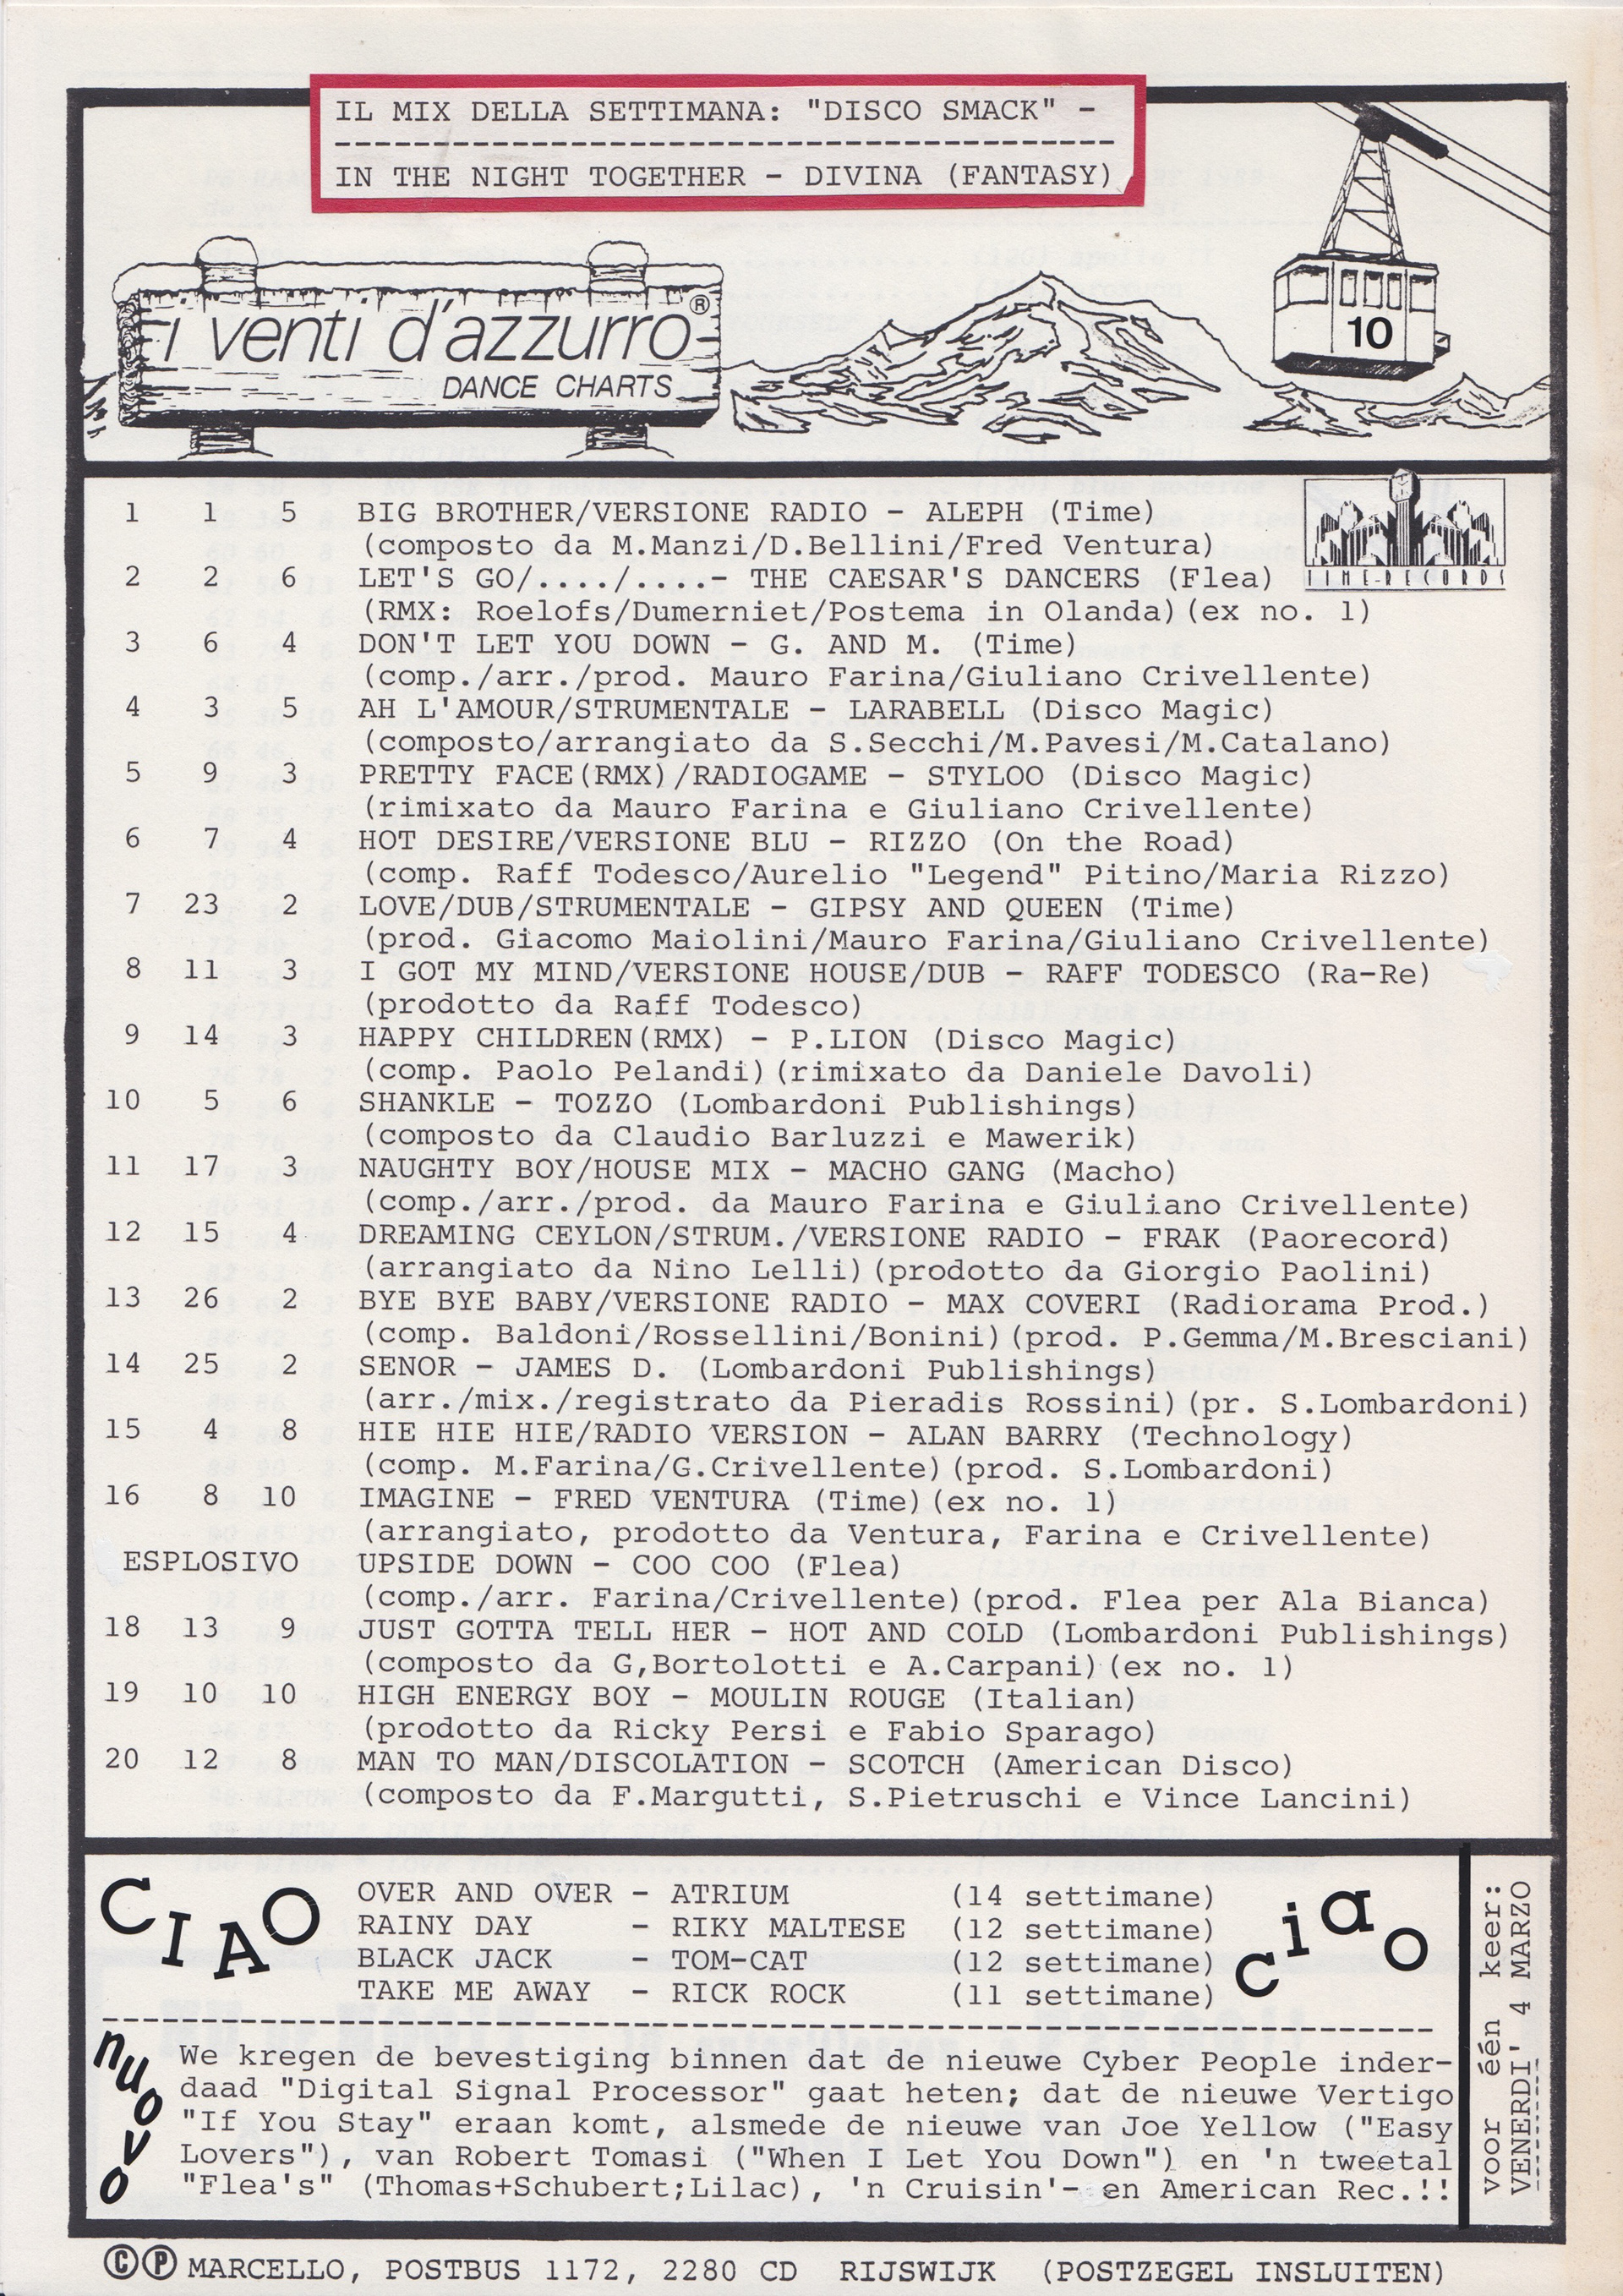 IL MIX DELLA SETTIMANA: "DISCO SMACK" -
IN THE NIGHT TOGETHER - DIVINA (FANTASY)
i venti d'azzurro ®
DANCE CHARTS
10
1 1 5 BIG BROTHER/VERSIONE RADIO - ALEPH (Time)
(composto da M.Manzi/D.Bellini/Fred Ventura)
TIME-RECORDS
2 2 6 LET'S GO/..../....- THE CAESAR'S DANCERS (Flea)
(RMX: Roelofs/Dumerniet/Postema in Olanda)(ex no. 1)
3 6 4 DON'T LET YOU DOWN - G. AND M. (Time)
(comp./arr./prod. Mauro Farina/Giuliano Crivellente)
4 3 5 AH L'AMOUR/STRUMENTALE - LARABELL (Disco Magic)
(composto/arrangiato da S.Secchi/M.Pavesi/M.Catalano)
5 9 3 PRETTY FACE(RMX)/RADIOGAME - STYLOO (Disco Magic)
(rimixato da Mauro Farina e Giuliano Crivellente)
6 7 4 HOT DESIRE/VERSIONE BLU - RIZZO (On the Road)
(comp. Raff Todesco/Aurelio "Legend" Pitino/Maria Rizzo)
7 23 2 LOVE/DUB/STRUMENTALE - GIPSY AND QUEEN (Time)
(prod. Giacomo Maiolini/Mauro Farina/Giuliano Crivellente)
8 11 3 I GOT MY MIND/VERSIONE HOUSE/DUB - RAFF TODESCO (Ra-Re)
(prodotto da Raff Todesco)
9 14 3 HAPPY CHILDREN(RMX) - P.LION (Disco Magic)
(comp. Paolo Pelandi)(rimixato da Daniele Davoli)
10 5 6 SHANKLE - TOZZO (Lombardoni Publishings)
(composto da Claudio Barluzzi e Mawerik)
11 17 3 NAUGHTY BOY/HOUSE MIX - MACHO GANG (Macho)
(comp./arr./prod. da Mauro Farina e Giuliano Crivellente)
12 15 4 DREAMING CEYLON/STRUM./VERSIONE RADIO - FRAK (Paorecord)
(arrangiato da Nino Lelli)(prodotto da Giorgio Paolini)
13 26 2 BYE BYE BABY/VERSIONE RADIO - MAX COVERI (Radiorama Prod.)
(comp. Baldoni/Rossellini/Bonini)(prod. P.Gemma/M.Bresciani)
14 25 2 SENOR - JAMES D. (Lombardoni Publishings)
(arr./mix./registrato da Pieradis Rossini)(pr. S.Lombardoni)
15 4 8 HIE HIE HIE/RADIO VERSION - ALAN BARRY (Technology)
(comp. M.Farina/G.Crivellente)(prod. S.Lombardoni)
16 8 10 IMAGINE - FRED VENTURA (Time)(ex no. 1)
(arrangiato, prodotto da Ventura, Farina e Crivellente)
ESPLOSIVO UPSIDE DOWN - COO COO (Flea)
(comp./arr. Farina/Crivellente)(prod. Flea per Ala Bianca)
18 13 9 JUST GOTTA TELL HER - HOT AND COLD (Lombardoni Publishings)
(composto da G,Bortolotti e A.Carpani)(ex no. 1)
19 10 10 HIGH ENERGY BOY - MOULIN ROUGE (Italian)
(prodotto da Ricky Persi e Fabio Sparago)
20 12 8 MAN TO MAN/DISCOLATION - SCOTCH (American Disco)
(composto da F.Margutti, S.Pietruschi e Vince Lancini)
CIAO
OVER AND OVER - ATRIUM (14 settimane)
RAINY DAY - RIKY MALTESE (12 settimane)
BLACK JACK - TOM-CAT (12 settimane)
TAKE ME AWAY - RICK ROCK (11 settimane)
ciao
nuovo
We kregen de bevestiging binnen dat de nieuwe Cyber People inder-
daad "Digital Signal Processor" gaat heten; dat de nieuwe Vertigo
"If You Stay" eraan komt, alsmede de nieuwe van Joe Yellow ("Easy
Lovers"), van Robert Tomasi ("When I Let You Down") en 'n tweetal
"Flea's" (Thomas+Schubert;Lilac), 'n Cruisin'- en American Rec.!!
voor één keer:
VENERDI' 4 MARZO
©Ⓟ MARCELLO, POSTBUS 1172, 2280 CD RIJSWIJK (POSTZEGEL INSLUITEN)